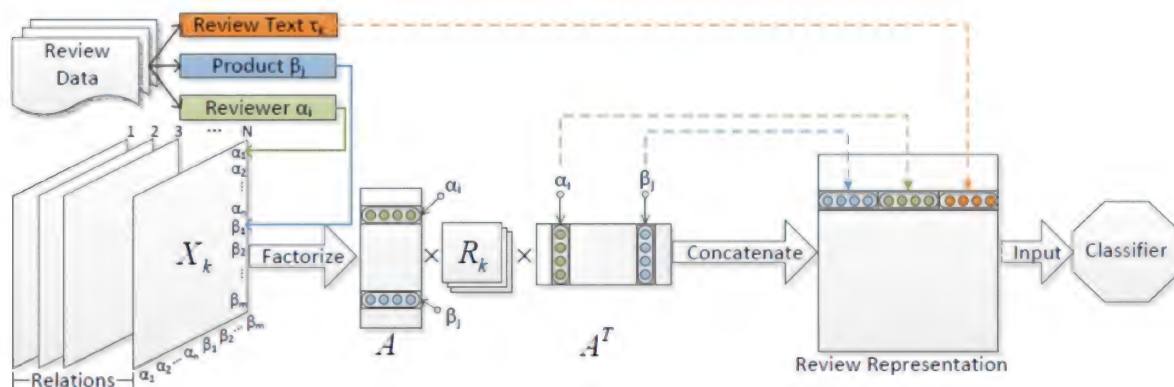 Review Data
Review Text τₖ
Product βⱼ
Reviewer αᵢ
1 2 3 ... N
α₁
α₂
⋮
αₙ
β₁
β₂
⋮
βₘ
Xₖ
α₁ α₂ ... αₙ β₁ β₂ ... βₘ
Relations
Factorize
αᵢ
βⱼ
A
×
Rₖ
×
αᵢ
βⱼ
Aᵀ
Concatenate
Review Representation
Input
Classifier